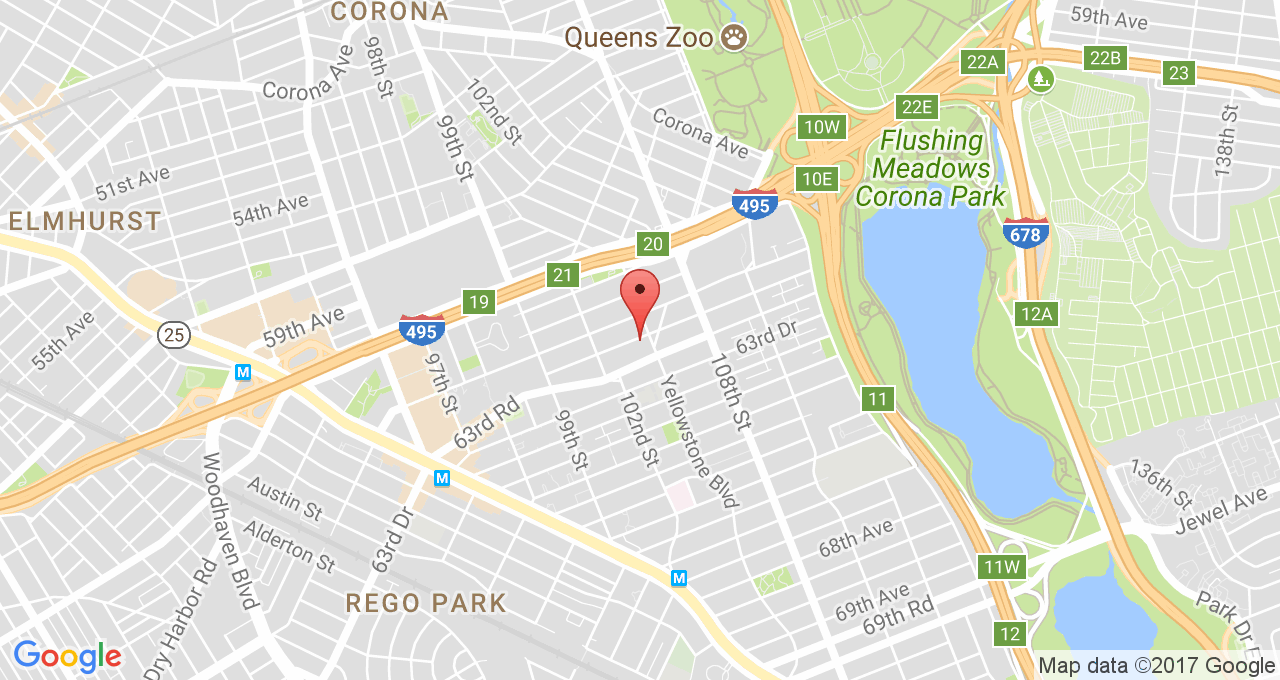 CORONA
59th Ave
Queens Zoo
98th St
22A
22B
23
Corona Ave
102nd St
22E
Corona Ave
10W
99th St
138th St
Flushing
Meadows
Corona Park
51st Ave
10E
54th Ave
495
ELMHURST
678
20
21
19
12A
59th Ave
495
25
55th Ave
63rd Dr
M
97th St
108th St
11
63rd Rd
99th St
102nd St
Yellowstone Blvd
M
Woodhaven Blvd
Austin St
136th St
Jewel Ave
Alderton St
63rd Dr
68th Ave
11W
M
Dry Harbor Rd
REGO PARK
69th Ave
69th Rd
Park Dr E
12
Google
Map data ©2017 Google